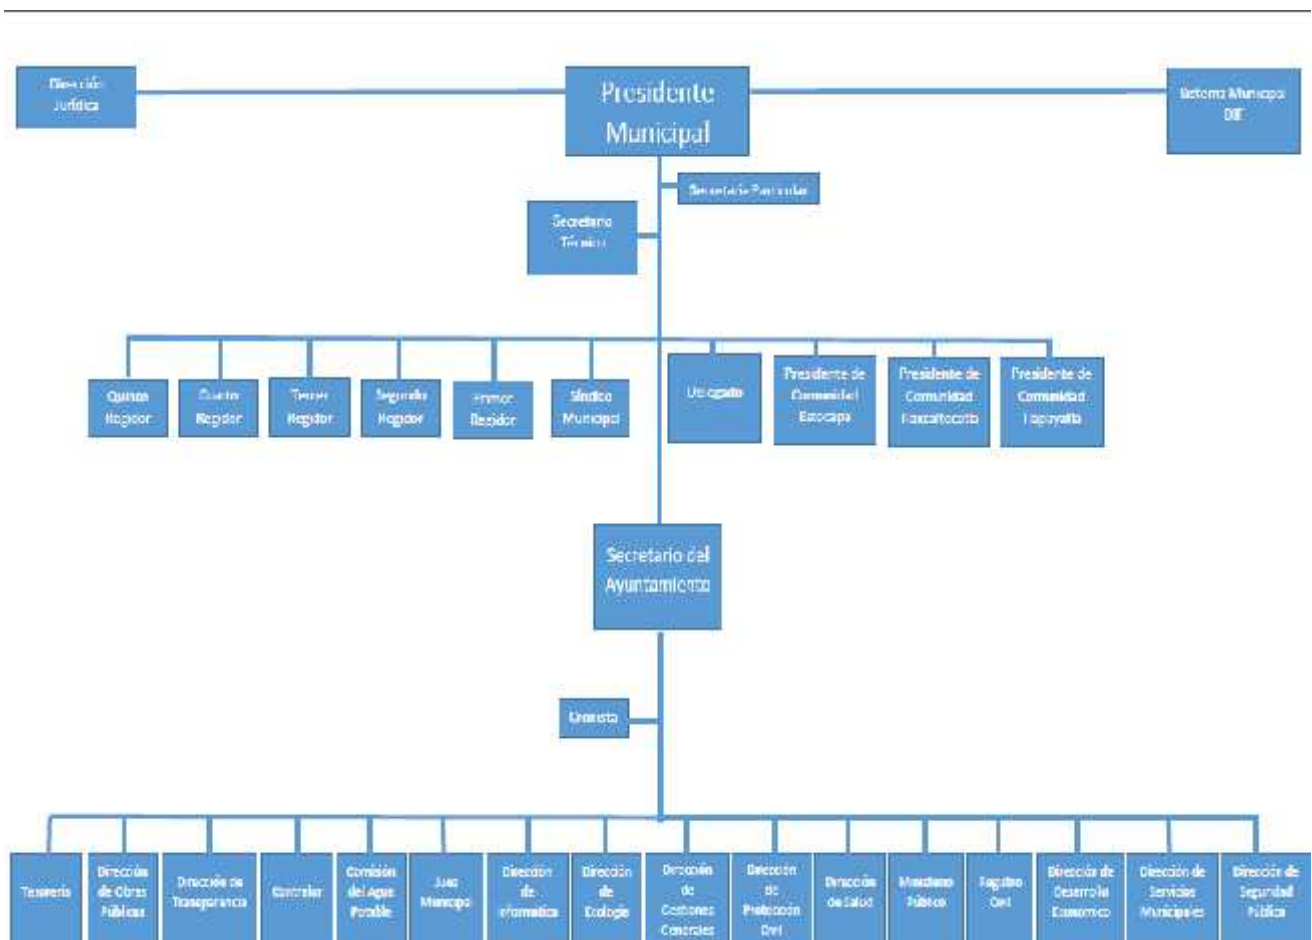 Dirección
Jurídica
Presidente
Municipal
Sistema Municipal
DIF
Secretaría Particular
Secretario
Técnico
Quinto
Regidor
Cuarto
Regidor
Tercer
Regidor
Segundo
Regidor
Primer
Regidor
Síndico
Municipal
Delegado
Presidente de
Comunidad
Presidente de
Comunidad
Presidente de
Comunidad
Secretario del
Ayuntamiento
Cronista
Tesorería
Dirección
de Obras
Públicas
Dirección de
Transparencia
Contralor
Comisión
del Agua
Potable
Juez
Municipal
Dirección
de
Informática
Dirección
de
Ecología
Dirección
de
Gestiones
Generales
Dirección
de
Protección
Civil
Dirección
de Salud
Ministerio
Público
Registro
Civil
Dirección de
Desarrollo
Económico
Dirección de
Servicios
Municipales
Dirección de
Seguridad
Pública